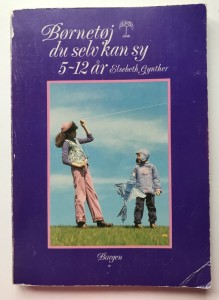 Børnetøj
du selv kan sy
5-12 år Elsebeth Gynther
Borgen